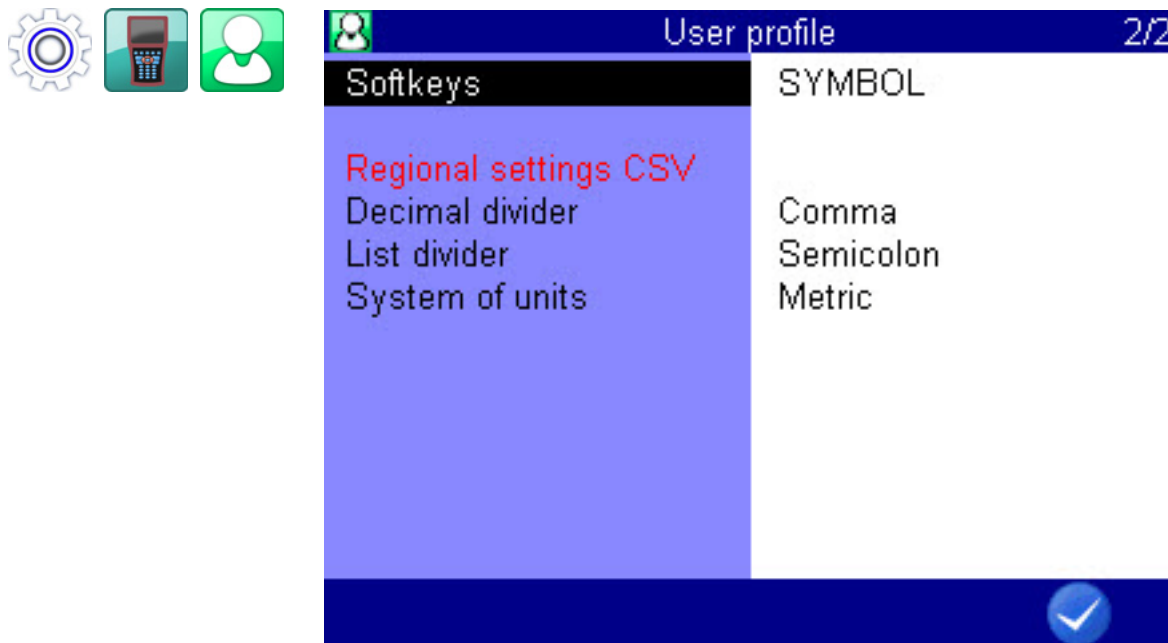 User profile 2/2
Softkeys SYMBOL
Regional settings CSV
Decimal divider Comma
List divider Semicolon
System of units Metric